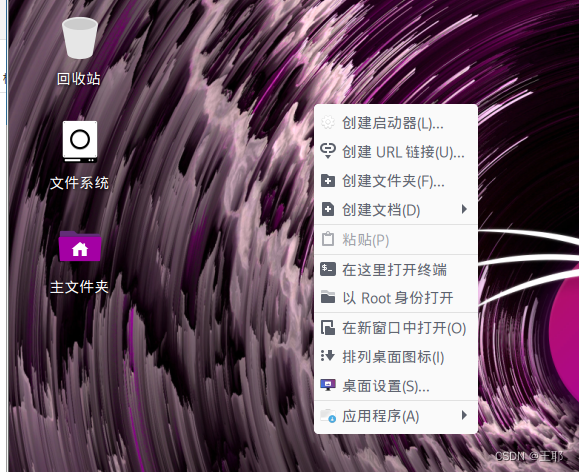 回收站
文件系统
主文件夹
创建启动器(L)...
创建 URL 链接(U)...
创建文件夹(F)...
创建文档(D)
粘贴(P)
在这里打开终端
以 Root 身份打开
在新窗口中打开(O)
排列桌面图标(I)
桌面设置(S)...
应用程序(A)
CSDN @主耶